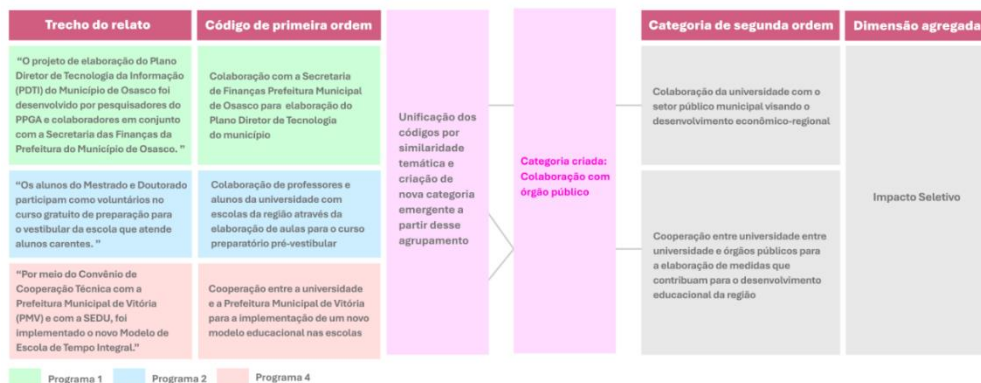 Trecho do relato
Código de primeira ordem
Categoria de segunda ordem
Dimensão agregada
"O projeto de elaboração do Plano
Diretor de Tecnologia da Informação
(PDTI) do Município de Osasco foi
desenvolvido por pesquisadores do
PPGA e colaboradores em conjunto
com a Secretaria das Finanças da
Prefeitura do Município de Osasco. "
Colaboração com a Secretaria
de Finanças Prefeitura Municipal
de Osasco para elaboração do
Plano Diretor de Tecnologia
do município
"Os alunos do Mestrado e Doutorado
participam como voluntários no
curso gratuito de preparação para
o vestibular da escola que atende
alunos carentes. "
Colaboração de professores e
alunos da universidade com
escolas da região através da
elaboração de aulas para o curso
preparatório pré-vestibular
"Por meio do Convênio de
Cooperação Técnica com a
Prefeitura Municipal de Vitória
(PMV) e com a SEDU, foi
implementado o novo Modelo de
Escola de Tempo Integral."
Cooperação entre a universidade
e a Prefeitura Municipal de Vitória
para a implementação de um novo
modelo educacional nas escolas
Unificação dos
códigos por
similaridade
temática e
criação de
nova categoria
emergente a
partir desse
agrupamento
Categoria criada:
Colaboração com
órgão público
Colaboração da universidade com o
setor público municipal visando o
desenvolvimento econômico-regional
Cooperação entre universidade entre
universidade e órgãos públicos para
a elaboração de medidas que
contribuam para o desenvolvimento
educacional da região
Impacto Seletivo
Programa 1
Programa 2
Programa 4